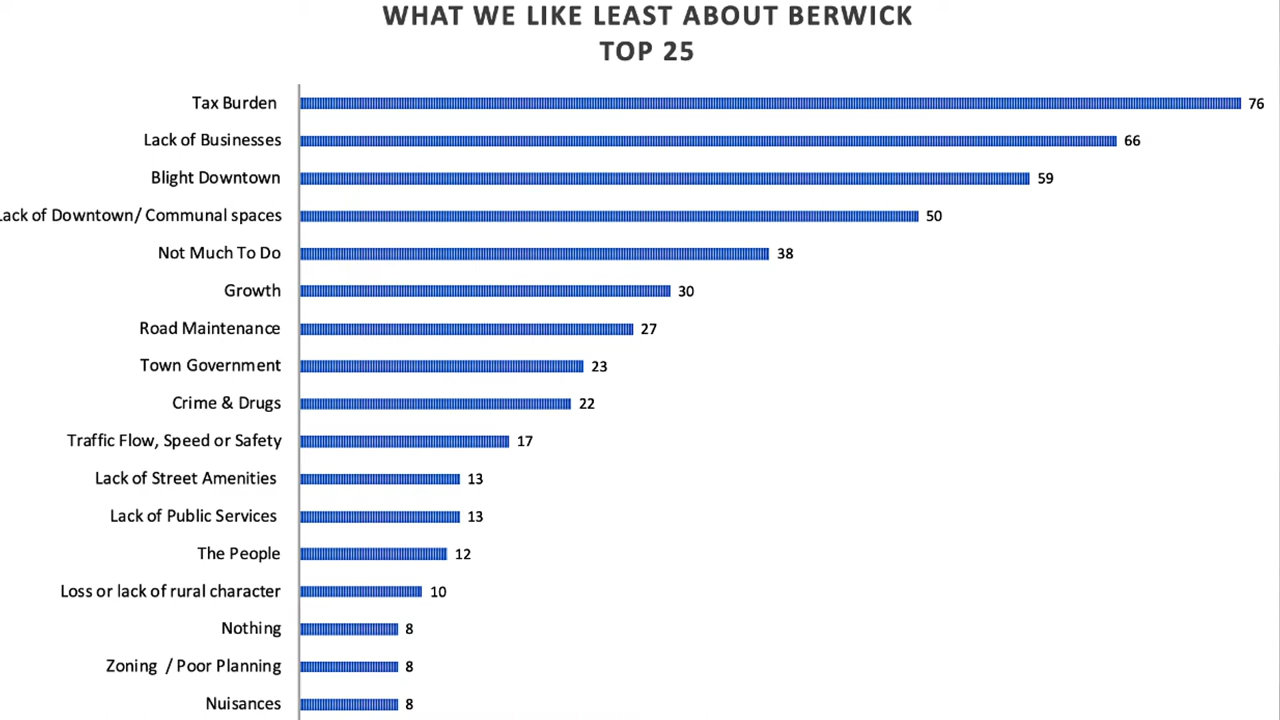 WHAT WE LIKE LEAST ABOUT BERWICK
TOP 25
Tax Burden 76
Lack of Businesses 66
Blight Downtown 59
Lack of Downtown/ Communal spaces 50
Not Much To Do 38
Growth 30
Road Maintenance 27
Town Government 23
Crime & Drugs 22
Traffic Flow, Speed or Safety 17
Lack of Street Amenities 13
Lack of Public Services 13
The People 12
Loss or lack of rural character 10
Nothing 8
Zoning / Poor Planning 8
Nuisances 8